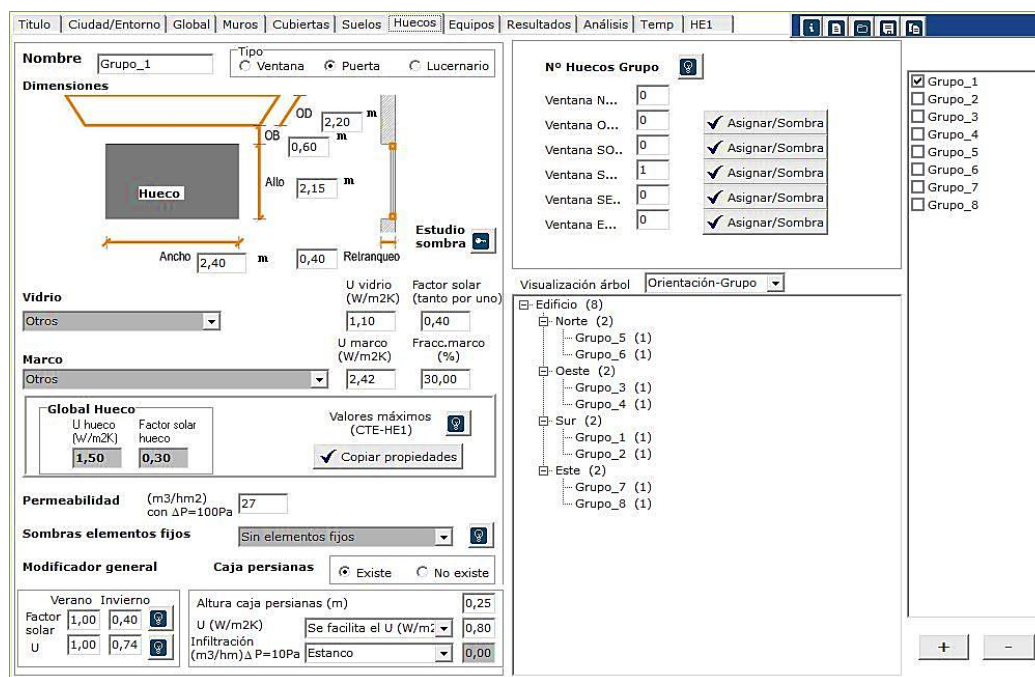 Titulo Ciudad/Entorno Global Muros Cubiertas Suelos Huecos Equipos Resultados Análisis Temp HE1
Nombre Grupo_1
Tipo
Ventana Puerta Lucernario
Dimensiones
OD 2,20 m
OB 0,60 m
Hueco
Allo 2,15 m
Ancho 2,40 m
0,40 Relranqueo
Estudio sombra
Vidrio
U vidrio (W/m2K)
Factor solar (tanto por uno)
Otros
1,10 0,40
Marco
U marco (W/m2K)
Fracc.marco (%)
Otros
2,42 30,00
Global Hueco
U hueco (W/m2K)
Factor solar hueco
1,50 0,30
Valores máximos (CTE-HE1)
Copiar propiedades
Permeabilidad (m3/hm2) con ΔP=100Pa 27
Sombras elementos fijos Sin elementos fijos
Modificador general
Caja persianas Existe No existe
Verano Invierno
Factor solar 1,00 0,40
U 1,00 0,74
Altura caja persianas (m) 0,25
U (W/m2K) Se facilita el U (W/m2 0,80
Infiltración (m3/hm)Δ P=10Pa Estanco 0,00
Nº Huecos Grupo
Ventana N... 0
Ventana O... 0 Asignar/Sombra
Ventana SO.. 0 Asignar/Sombra
Ventana S... 1 Asignar/Sombra
Ventana SE.. 0 Asignar/Sombra
Ventana E... 0 Asignar/Sombra
Visualización árbol Orientación-Grupo
Edificio (8)
Norte (2)
Grupo_5 (1)
Grupo_6 (1)
Oeste (2)
Grupo_3 (1)
Grupo_4 (1)
Sur (2)
Grupo_1 (1)
Grupo_2 (1)
Este (2)
Grupo_7 (1)
Grupo_8 (1)
Grupo_1
Grupo_2
Grupo_3
Grupo_4
Grupo_5
Grupo_6
Grupo_7
Grupo_8
+ -